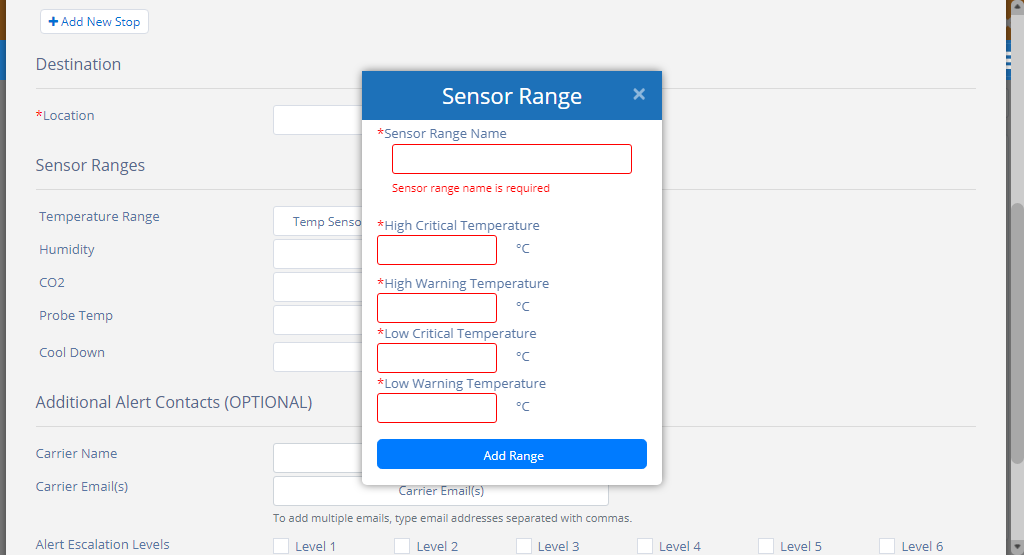 + Add New Stop
Destination
*Location
Sensor Ranges
Temperature Range
Temp Senso
Humidity
CO2
Probe Temp
Cool Down
Additional Alert Contacts (OPTIONAL)
Carrier Name
Carrier Email(s)
Carrier Email(s)
To add multiple emails, type email addresses separated with commas.
Alert Escalation Levels
Level 1
Level 2
Level 3
Level 4
Level 5
Level 6
Sensor Range ×
*Sensor Range Name
Sensor range name is required
*High Critical Temperature
°C
*High Warning Temperature
°C
*Low Critical Temperature
°C
*Low Warning Temperature
°C
Add Range